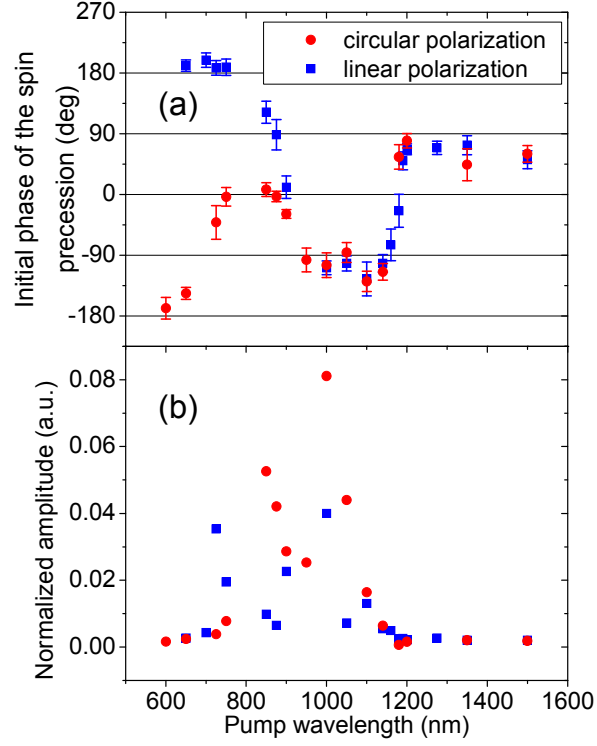 270
180
90
0
-90
-180
Initial phase of the spin
precession (deg)
(a)
circular polarization
linear polarization
0.08
0.06
0.04
0.02
0.00
Normalized amplitude (a.u.)
(b)
600 800 1000 1200 1400 1600
Pump wavelength (nm)